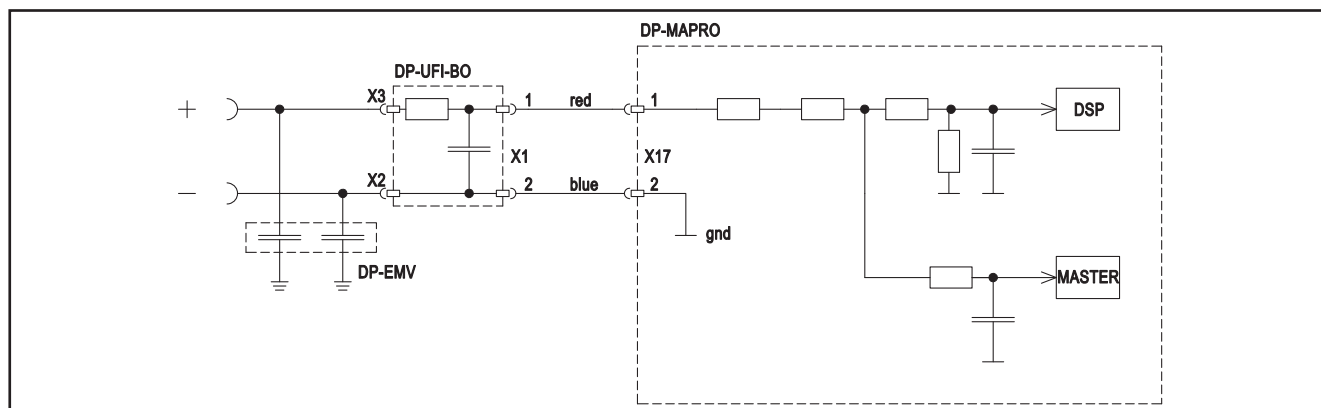 DP-MAPRO
DP-UFI-BO
+ X3 1 red 1 DSP
X1 X17
− X2 2 blue 2
gnd
DP-EMV
MASTER